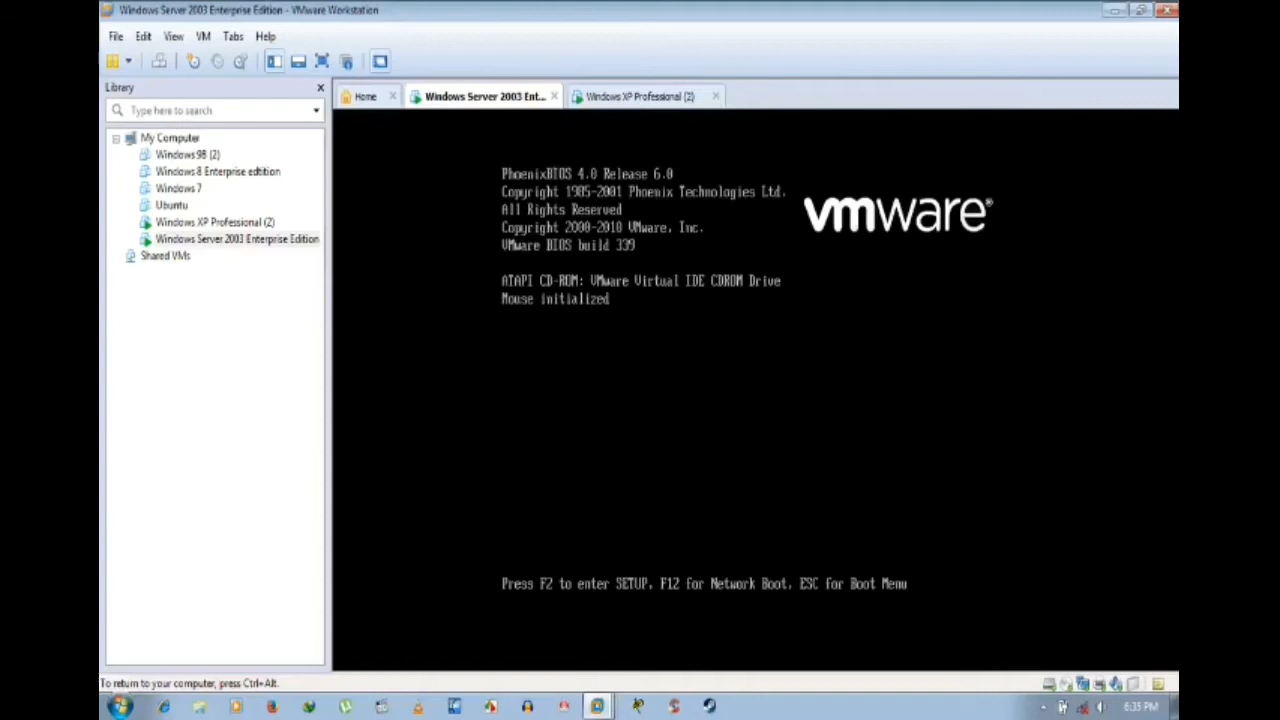 Windows Server 2003 Enterprise Edition - VMware Workstation
File Edit View VM Tabs Help
Library
Type here to search
My Computer
Windows 98 (2)
Windows 8 Enterprise edtition
Windows 7
Ubuntu
Windows XP Professional (2)
Windows Server 2003 Enterprise Edition
Shared VMs
Home
Windows Server 2003 Ent...
Windows XP Professional (2)
PhoenixBIOS 4.0 Release 6.0
Copyright 1985-2001 Phoenix Technologies Ltd.
All Rights Reserved
Copyright 2000-2010 VMware, Inc.
VMware BIOS build 339
vmware®
ATAPI CD-ROM: VMware Virtual IDE CDROM Drive
Mouse initialized
Press F2 to enter SETUP, F12 for Network Boot, ESC for Boot Menu
To return to your computer, press Ctrl+Alt.
6:35 PM